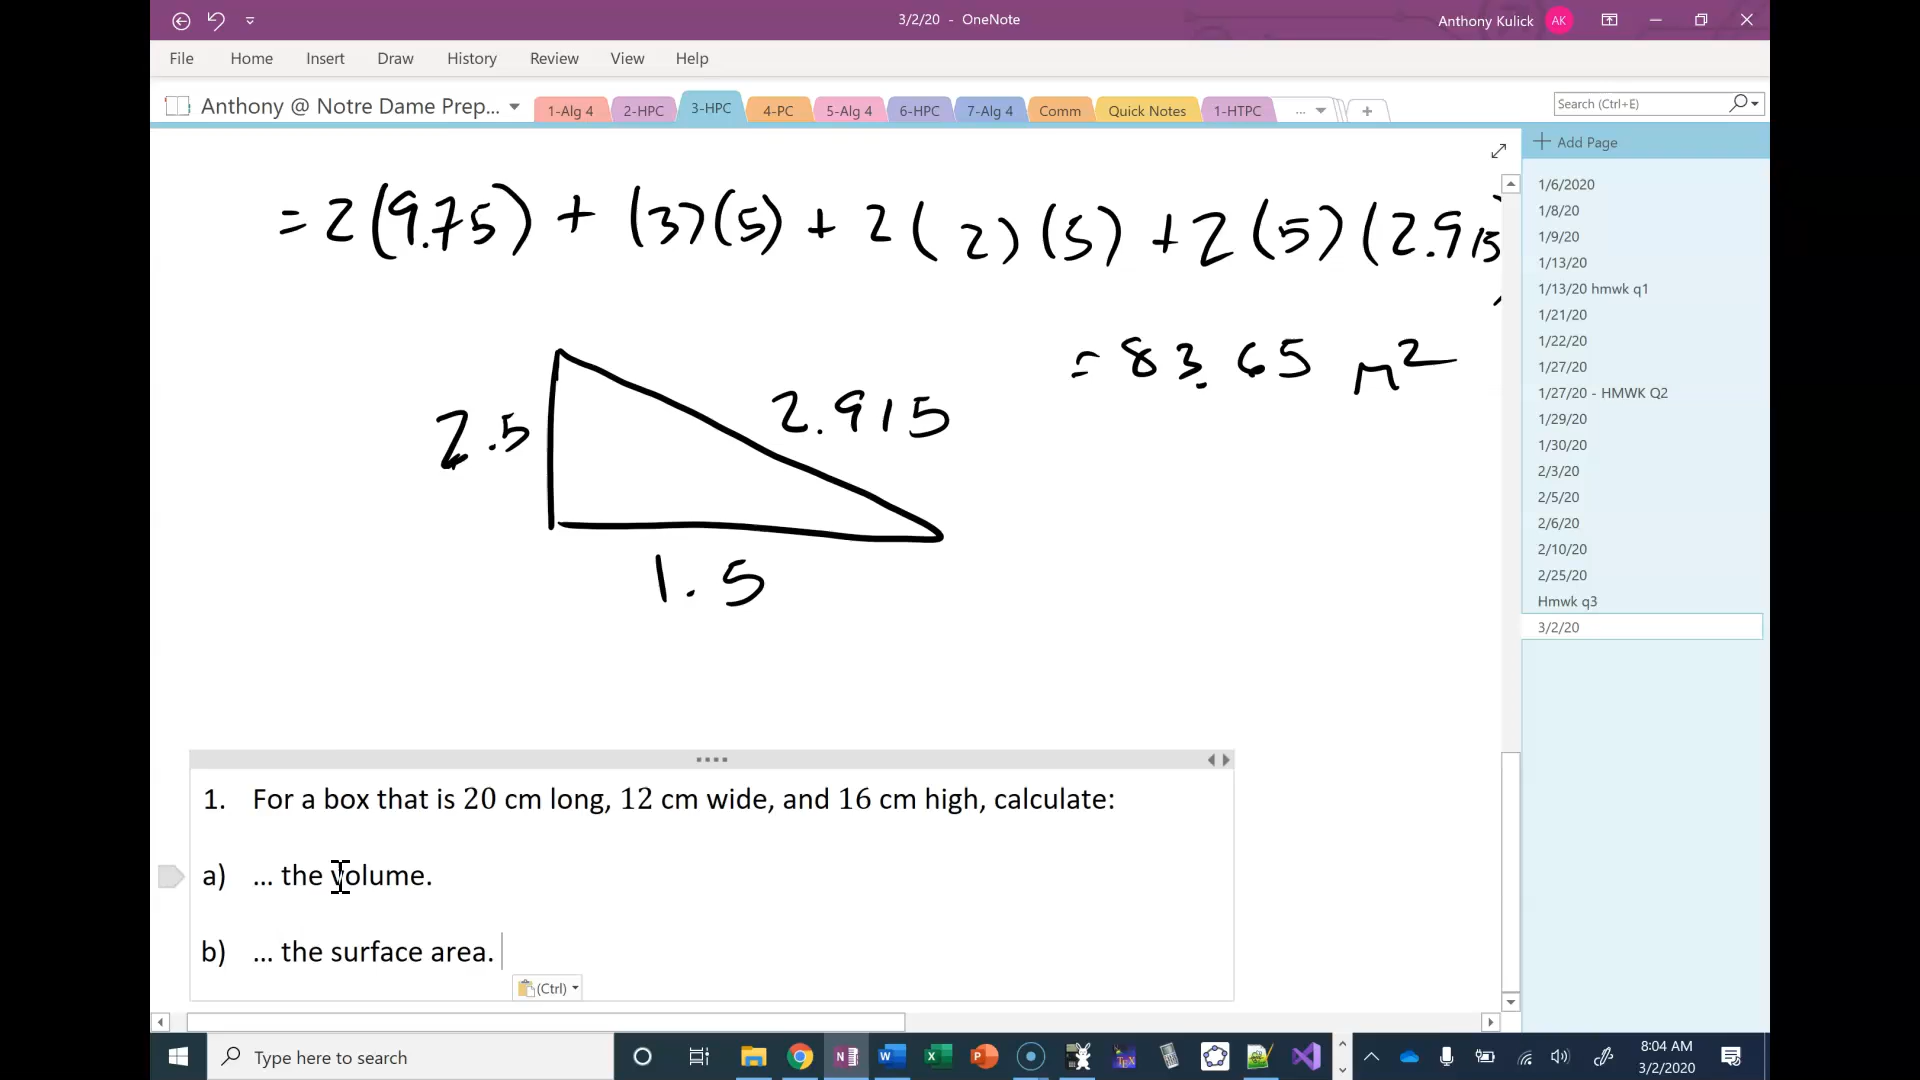 3/2/20 - OneNote
Anthony Kulick AK
File Home Insert Draw History Review View Help
Anthony @ Notre Dame Prep... 1-Alg 4 2-HPC 3-HPC 4-PC 5-Alg 4 6-HPC 7-Alg 4 Comm Quick Notes 1-HTPC ... +
Search (Ctrl+E)
Add Page
1/6/2020
1/8/20
1/9/20
1/13/20
1/13/20 hmwk q1
1/21/20
1/22/20
1/27/20
1/27/20 - HMWK Q2
1/29/20
1/30/20
2/3/20
2/5/20
2/6/20
2/10/20
2/25/20
Hmwk q3
3/2/20
= 2(9.75) + (3)(5) + 2(2)(5) + 2(5)(2.915
= 83.65 m²
2.5
2.915
1.5
1. For a box that is 20 cm long, 12 cm wide, and 16 cm high, calculate:
a) ... the volume.
b) ... the surface area.
(Ctrl)
Type here to search
8:04 AM
3/2/2020